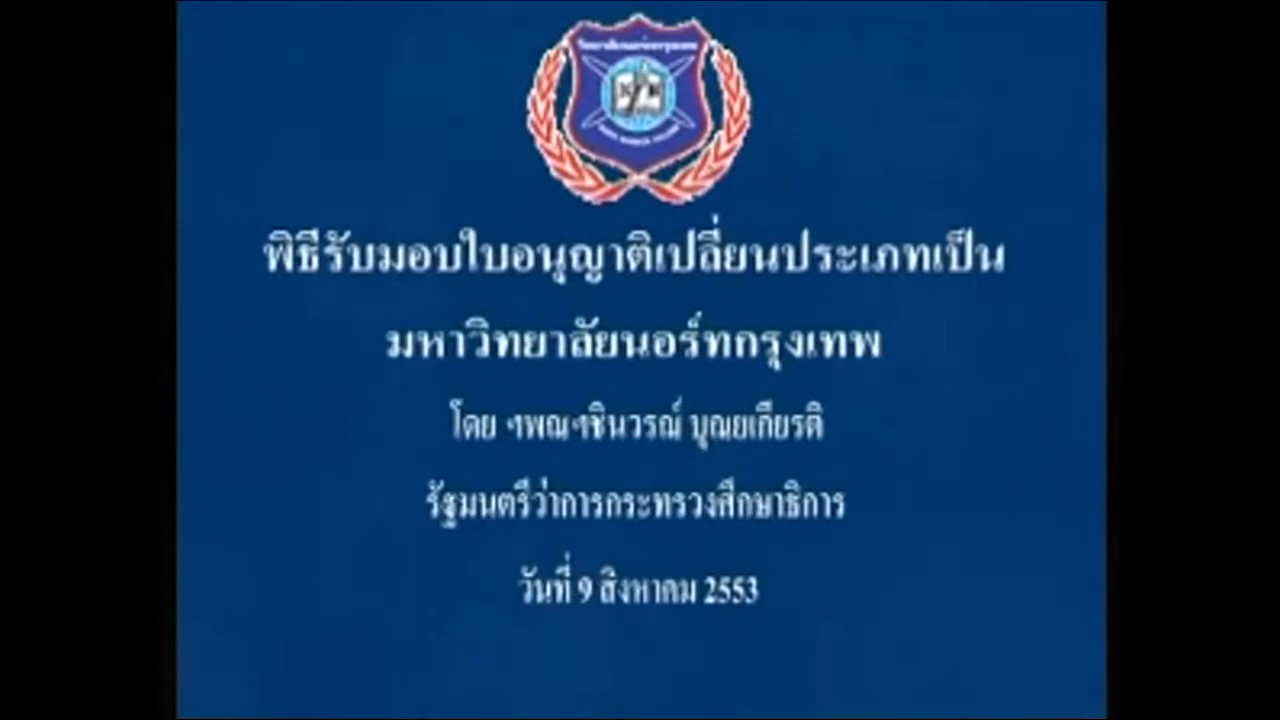 พิธีรับมอบใบอนุญาติเปลี่ยนประเภทเป็น
มหาวิทยาลัยนอร์ทกรุงเทพ
โดย ฯพณฯชินวรณ์ บุณยเกียรติ
รัฐมนตรีว่าการกระทรวงศึกษาธิการ
วันที่ 9 สิงหาคม 2553